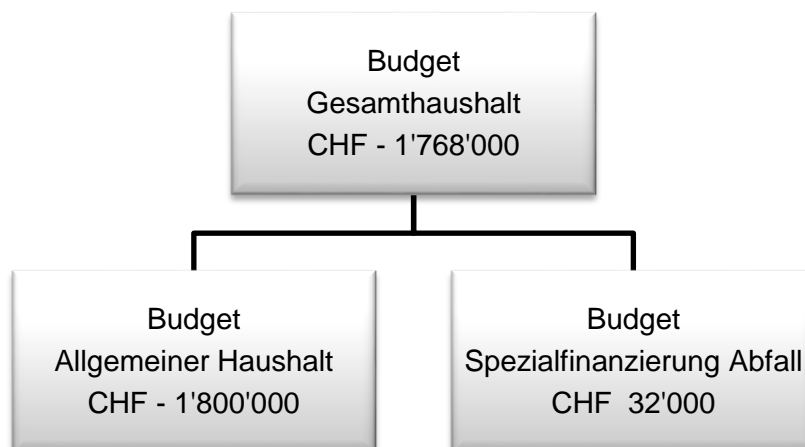 Budget
Gesamthaushalt
CHF - 1'768'000
Budget
Allgemeiner Haushalt
CHF - 1'800'000
Budget
Spezialfinanzierung Abfall
CHF  32'000